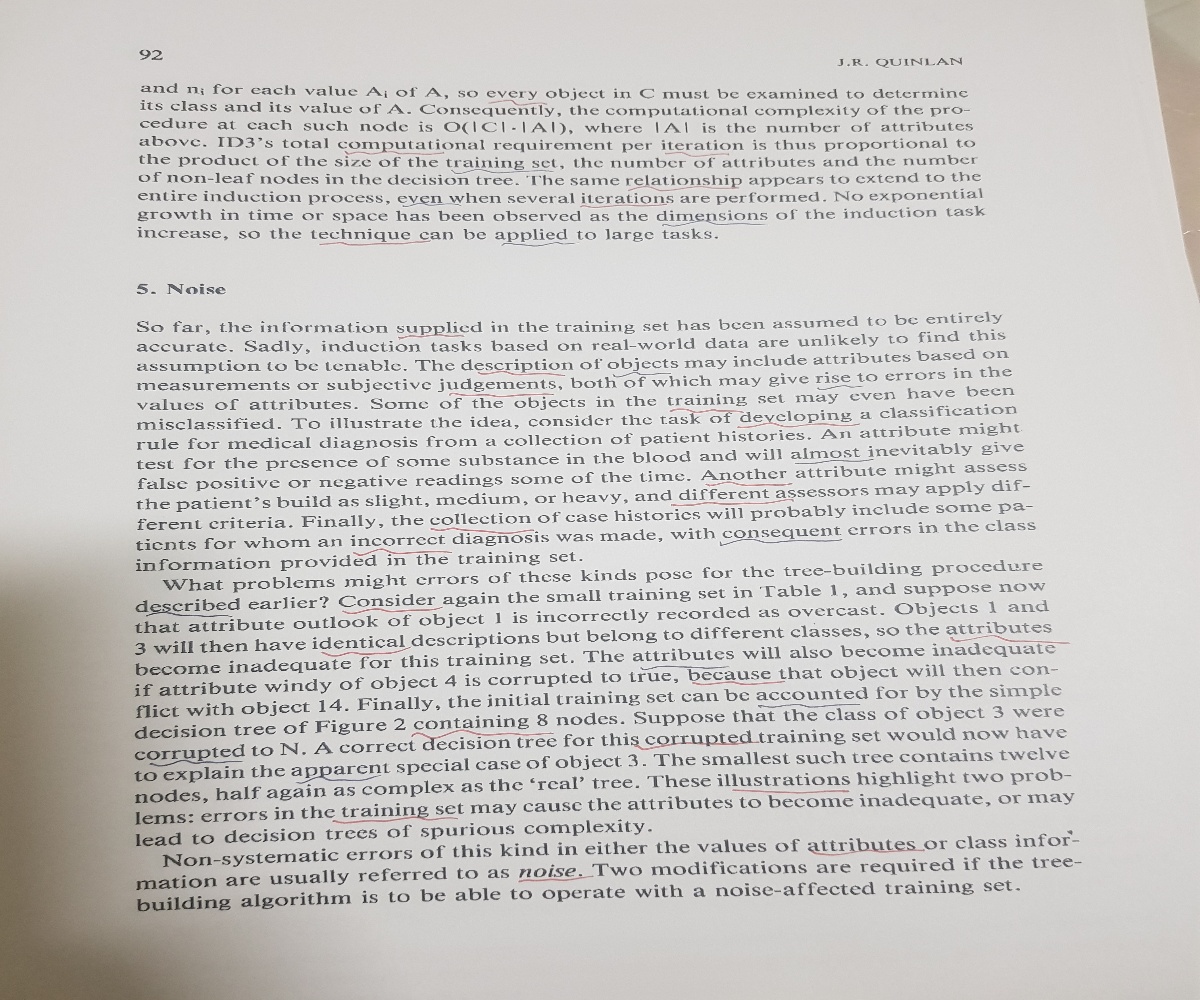 92
J.R. QUINLAN
and nᵢ for each value Aᵢ of A, so every object in C must be examined to determine
its class and its value of A. Consequently, the computational complexity of the pro-
cedure at each such node is O(|C|·|A|), where |A| is the number of attributes
above. ID3's total computational requirement per iteration is thus proportional to
the product of the size of the training set, the number of attributes and the number
of non-leaf nodes in the decision tree. The same relationship appears to extend to the
entire induction process, even when several iterations are performed. No exponential
growth in time or space has been observed as the dimensions of the induction task
increase, so the technique can be applied to large tasks.
5. Noise
So far, the information supplied in the training set has been assumed to be entirely
accurate. Sadly, induction tasks based on real-world data are unlikely to find this
assumption to be tenable. The description of objects may include attributes based on
measurements or subjective judgements, both of which may give rise to errors in the
values of attributes. Some of the objects in the training set may even have been
misclassified. To illustrate the idea, consider the task of developing a classification
rule for medical diagnosis from a collection of patient histories. An attribute might
test for the presence of some substance in the blood and will almost inevitably give
false positive or negative readings some of the time. Another attribute might assess
the patient's build as slight, medium, or heavy, and different assessors may apply dif-
ferent criteria. Finally, the collection of case histories will probably include some pa-
tients for whom an incorrect diagnosis was made, with consequent errors in the class
information provided in the training set.
What problems might errors of these kinds pose for the tree-building procedure
described earlier? Consider again the small training set in Table 1, and suppose now
that attribute outlook of object 1 is incorrectly recorded as overcast. Objects 1 and
3 will then have identical descriptions but belong to different classes, so the attributes
become inadequate for this training set. The attributes will also become inadequate
if attribute windy of object 4 is corrupted to true, because that object will then con-
flict with object 14. Finally, the initial training set can be accounted for by the simple
decision tree of Figure 2 containing 8 nodes. Suppose that the class of object 3 were
corrupted to N. A correct decision tree for this corrupted training set would now have
to explain the apparent special case of object 3. The smallest such tree contains twelve
nodes, half again as complex as the 'real' tree. These illustrations highlight two prob-
lems: errors in the training set may cause the attributes to become inadequate, or may
lead to decision trees of spurious complexity.
Non-systematic errors of this kind in either the values of attributes or class infor-
mation are usually referred to as noise. Two modifications are required if the tree-
building algorithm is to be able to operate with a noise-affected training set.